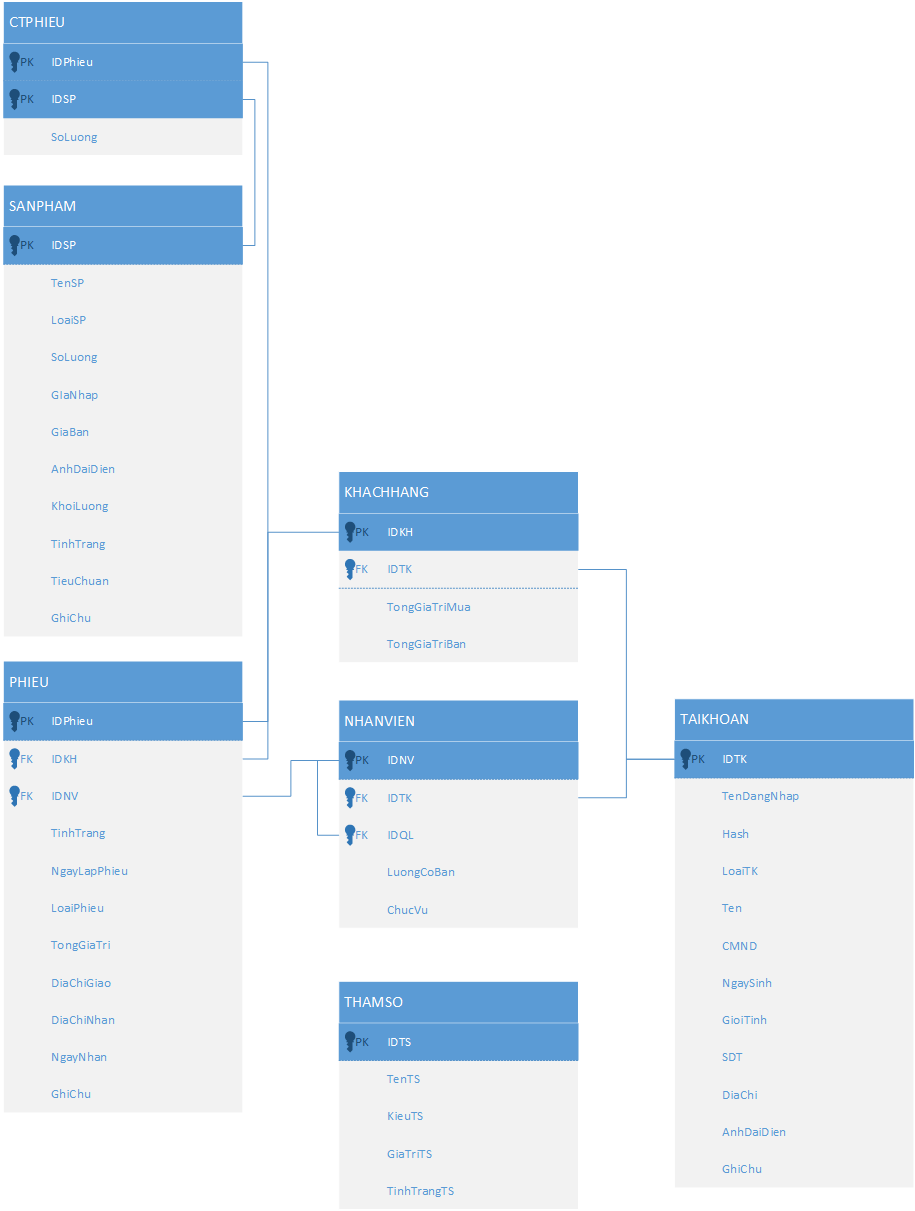 CTPHIEU
PK IDPhieu
PK IDSP
SoLuong
SANPHAM
PK IDSP
TenSP
LoaiSP
SoLuong
GIaNhap
GiaBan
AnhDaiDien
KhoiLuong
TinhTrang
TieuChuan
GhiChu
PHIEU
PK IDPhieu
FK IDKH
FK IDNV
TinhTrang
NgayLapPhieu
LoaiPhieu
TongGiaTri
DiaChiGiao
DiaChiNhan
NgayNhan
GhiChu
KHACHHANG
PK IDKH
FK IDTK
TongGiaTriMua
TongGiaTriBan
NHANVIEN
PK IDNV
FK IDTK
FK IDQL
LuongCoBan
ChucVu
THAMSO
PK IDTS
TenTS
KieuTS
GiaTriTS
TinhTrangTS
TAIKHOAN
PK IDTK
TenDangNhap
Hash
LoaiTK
Ten
CMND
NgaySinh
GioiTinh
SDT
DiaChi
AnhDaiDien
GhiChu